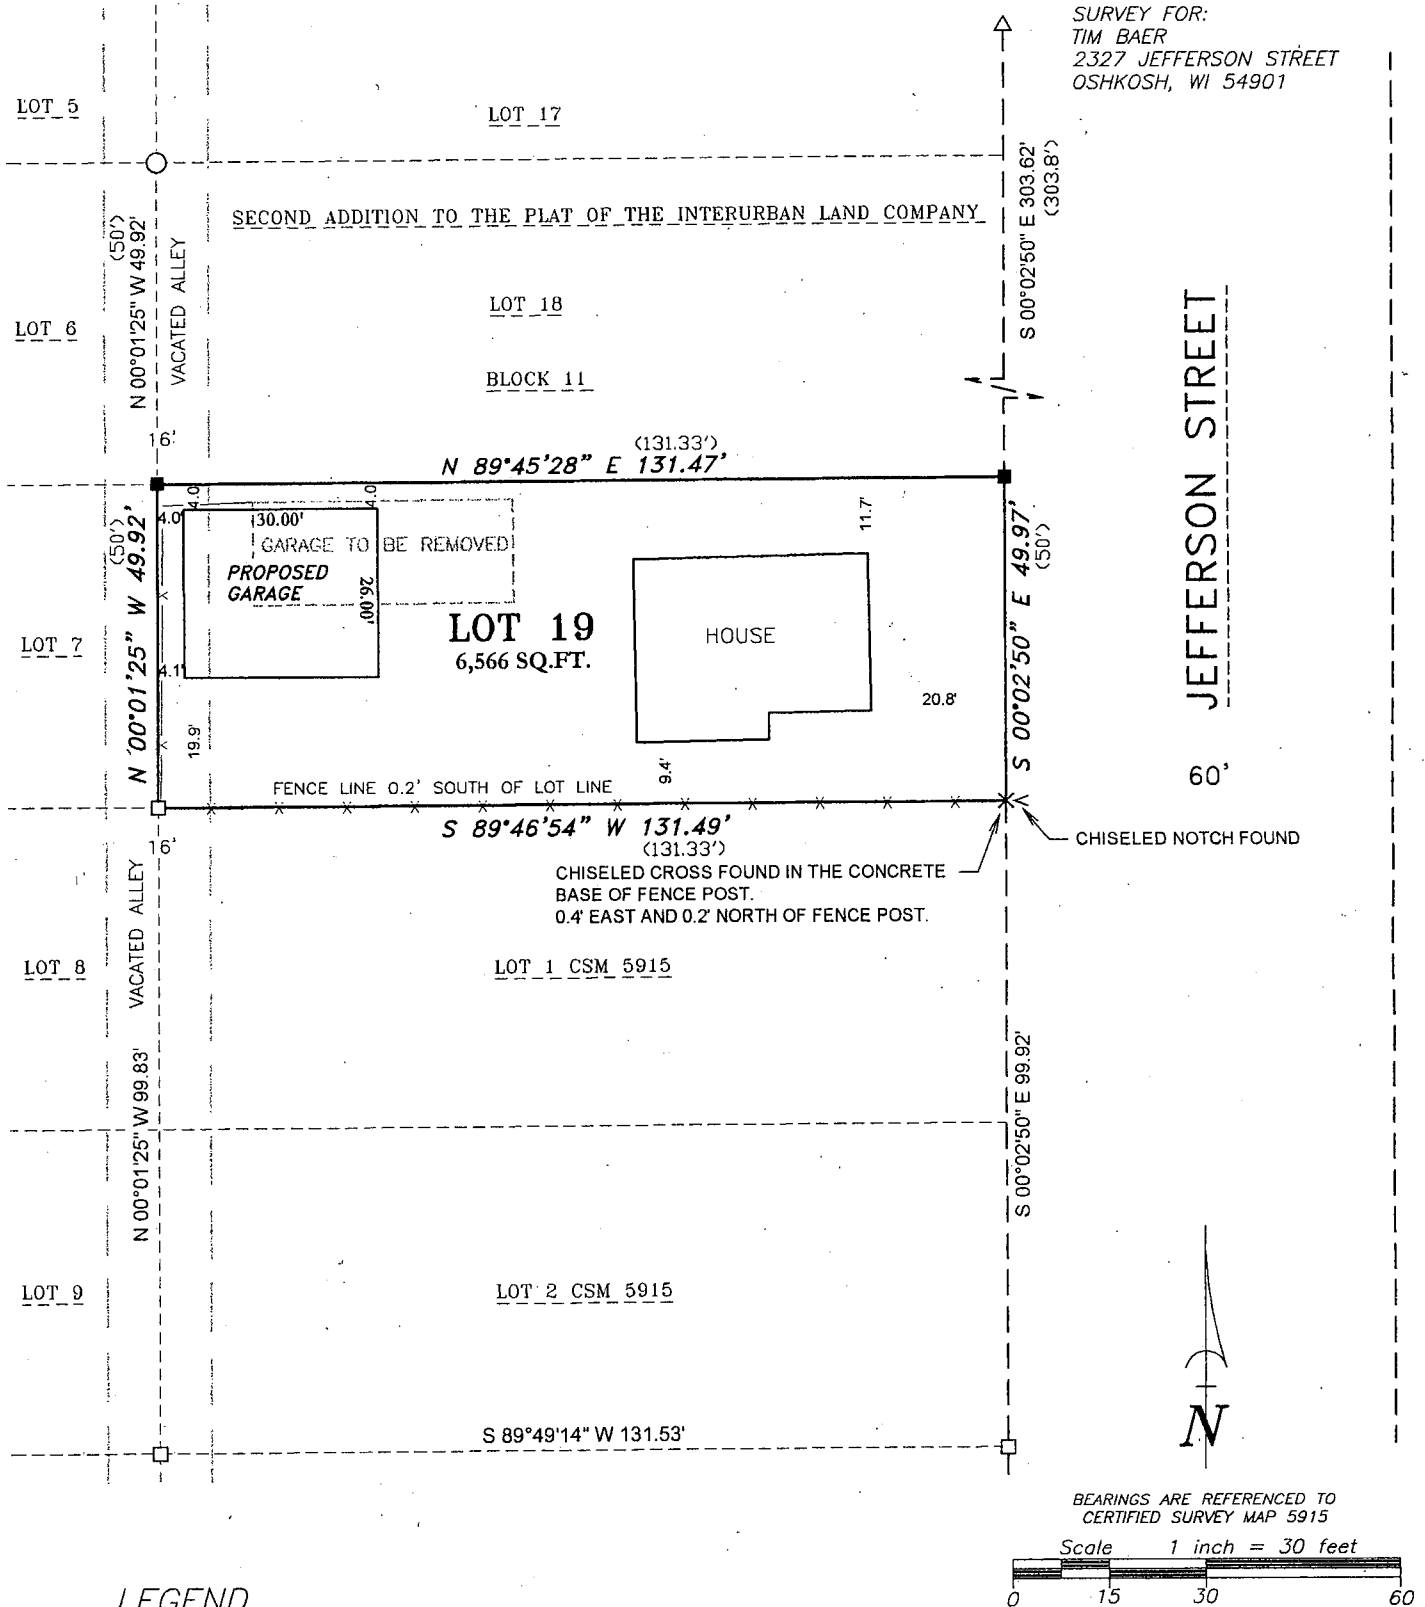 SURVEY FOR:
TIM BAER
2327 JEFFERSON STREET
OSHKOSH, WI 54901
LOT 5
LOT 17
S 00°02'50" E 303.62'
(303.8')
SECOND ADDITION TO THE PLAT OF THE INTERURBAN LAND COMPANY
(50')
N 00°01'25" W 49.92'
VACATED ALLEY
LOT 6
LOT 18
BLOCK 11
JEFFERSON STREET
60'
16'
(131.33')
N 89°45'28" E 131.47'
4.0'
4.0
4.0
30.00'
GARAGE TO BE REMOVED
PROPOSED
GARAGE
26.00'
11.7'
(50')
N 00°01'25" W 49.92'
S 00°02'50" E 49.97'
(50')
LOT 7
LOT 19
6,566 SQ.FT.
HOUSE
4.1'
19.9'
20.8'
9.4'
FENCE LINE 0.2' SOUTH OF LOT LINE
S 89°46'54" W 131.49'
(131.33')
CHISELED NOTCH FOUND
16'
CHISELED CROSS FOUND IN THE CONCRETE
BASE OF FENCE POST.
0.4' EAST AND 0.2' NORTH OF FENCE POST.
VACATED ALLEY
LOT 8
LOT 1 CSM 5915
N 00°01'25" W 99.83'
S 00°02'50" E 99.92'
LOT 9
LOT 2 CSM 5915
S 89°49'14" W 131.53'
N
BEARINGS ARE REFERENCED TO
CERTIFIED SURVEY MAP 5915
Scale 1 inch = 30 feet
0 15 30 60
LEGEND